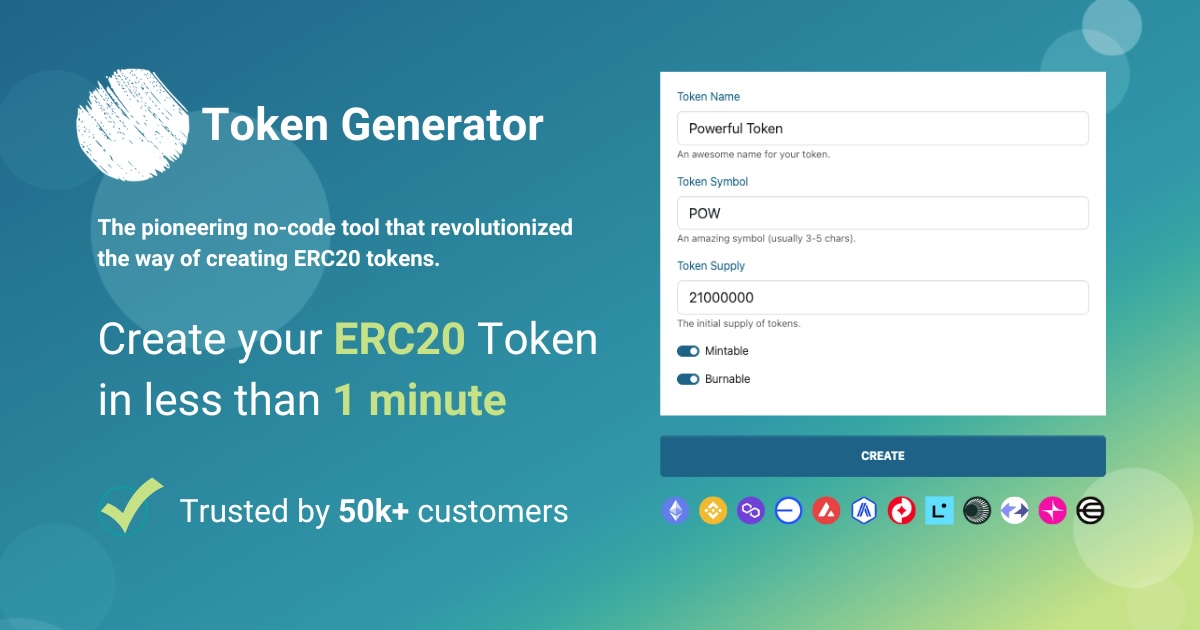 Token Generator
The pioneering no-code tool that revolutionized
the way of creating ERC20 tokens.
Create your ERC20 Token
in less than 1 minute
Trusted by 50k+ customers
Token Name
Powerful Token
An awesome name for your token.
Token Symbol
POW
An amazing symbol (usually 3-5 chars).
Token Supply
21000000
The initial supply of tokens.
Mintable
Burnable
CREATE